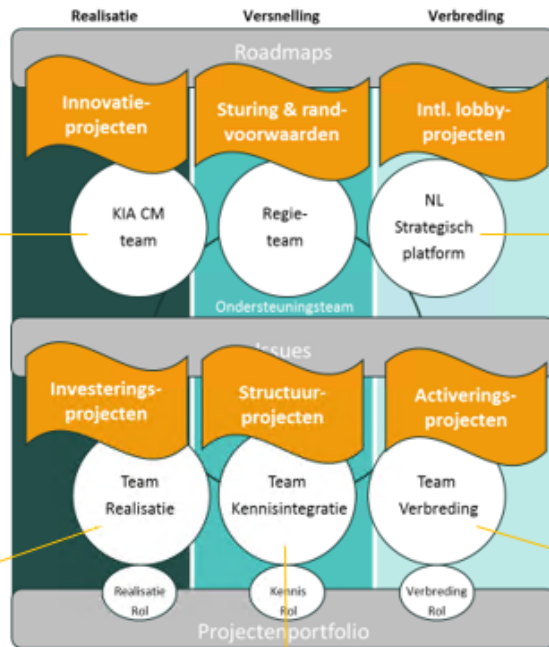 Realisatie
Versnelling
Verbreding
Roadmaps
Innovatie-
projecten
Sturing & rand-
voorwaarden
Intl. lobby-
projecten
KIA CM
team
Regie-
team
NL
Strategisch
platform
Ondersteuningsteam
Issues
Investerings-
projecten
Structuur-
projecten
Activerings-
projecten
Team
Realisatie
Team
Kennisintegratie
Team
Verbreding
Realisatie
Rol
Kennis
Rol
Verbreding
Rol
Projectenportfolio